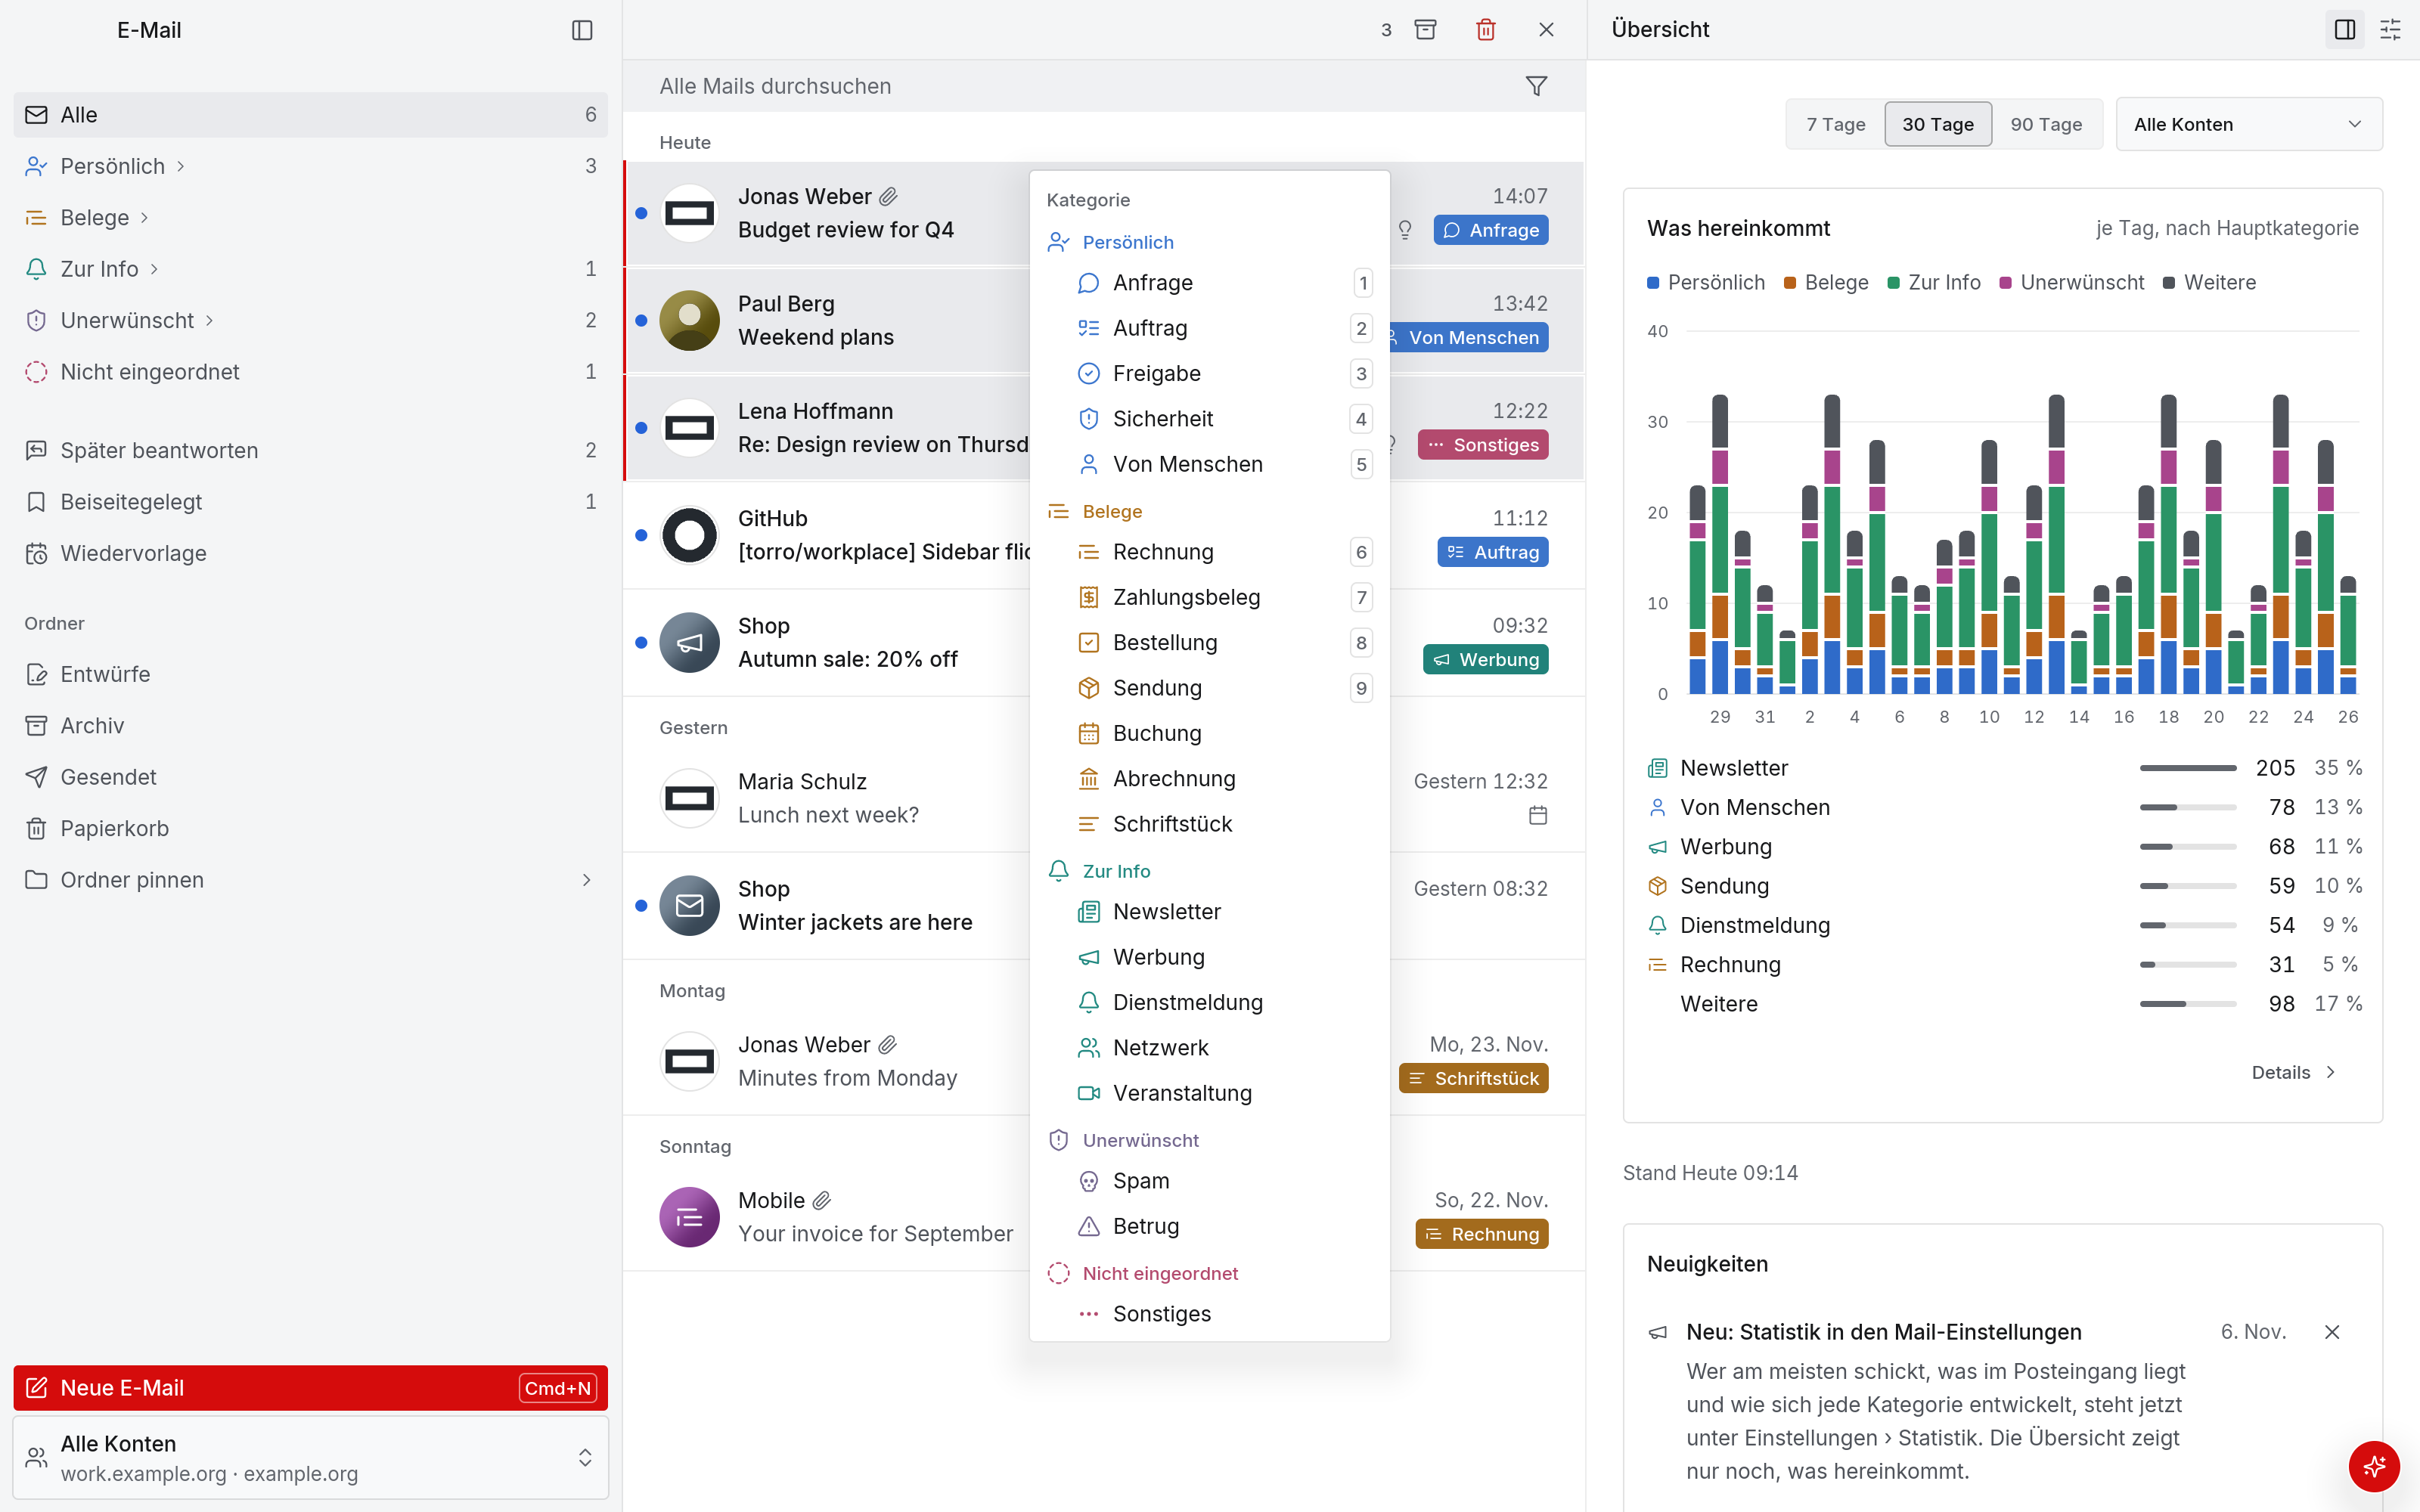 E-Mail
Alle 6
Persönlich 3
Belege
Zur Info 1
Unerwünscht 2
Nicht eingeordnet 1
Später beantworten 2
Beiseitegelegt 1
Wiedervorlage
Ordner
Entwürfe
Archiv
Gesendet
Papierkorb
Ordner pinnen
Neue E-Mail Cmd+N
Alle Konten
work.example.org · example.org
3
Alle Mails durchsuchen
Heute
Jonas Weber 14:07
Budget review for Q4 Anfrage
Paul Berg 13:42
Weekend plans Von Menschen
Lena Hoffmann 12:22
Re: Design review on Thursd Sonstiges
GitHub 11:12
[torro/workplace] Sidebar flic Auftrag
Shop 09:32
Autumn sale: 20% off Werbung
Gestern
Maria Schulz Gestern 12:32
Lunch next week?
Shop Gestern 08:32
Winter jackets are here
Montag
Jonas Weber Mo, 23. Nov.
Minutes from Monday Schriftstück
Sonntag
Mobile So, 22. Nov.
Your invoice for September Rechnung
Kategorie
Persönlich
Anfrage 1
Auftrag 2
Freigabe 3
Sicherheit 4
Von Menschen 5
Belege
Rechnung 6
Zahlungsbeleg 7
Bestellung 8
Sendung 9
Buchung
Abrechnung
Schriftstück
Zur Info
Newsletter
Werbung
Dienstmeldung
Netzwerk
Veranstaltung
Unerwünscht
Spam
Betrug
Nicht eingeordnet
Sonstiges
Übersicht
7 Tage 30 Tage 90 Tage Alle Konten
Was hereinkommt je Tag, nach Hauptkategorie
Persönlich Belege Zur Info Unerwünscht Weitere
40
30
20
10
0
29 31 2 4 6 8 10 12 14 16 18 20 22 24 26
Newsletter 205 35 %
Von Menschen 78 13 %
Werbung 68 11 %
Sendung 59 10 %
Dienstmeldung 54 9 %
Rechnung 31 5 %
Weitere 98 17 %
Details
Stand Heute 09:14
Neuigkeiten
Neu: Statistik in den Mail-Einstellungen 6. Nov.
Wer am meisten schickt, was im Posteingang liegt
und wie sich jede Kategorie entwickelt, steht jetzt
unter Einstellungen › Statistik. Die Übersicht zeigt
nur noch, was hereinkommt.